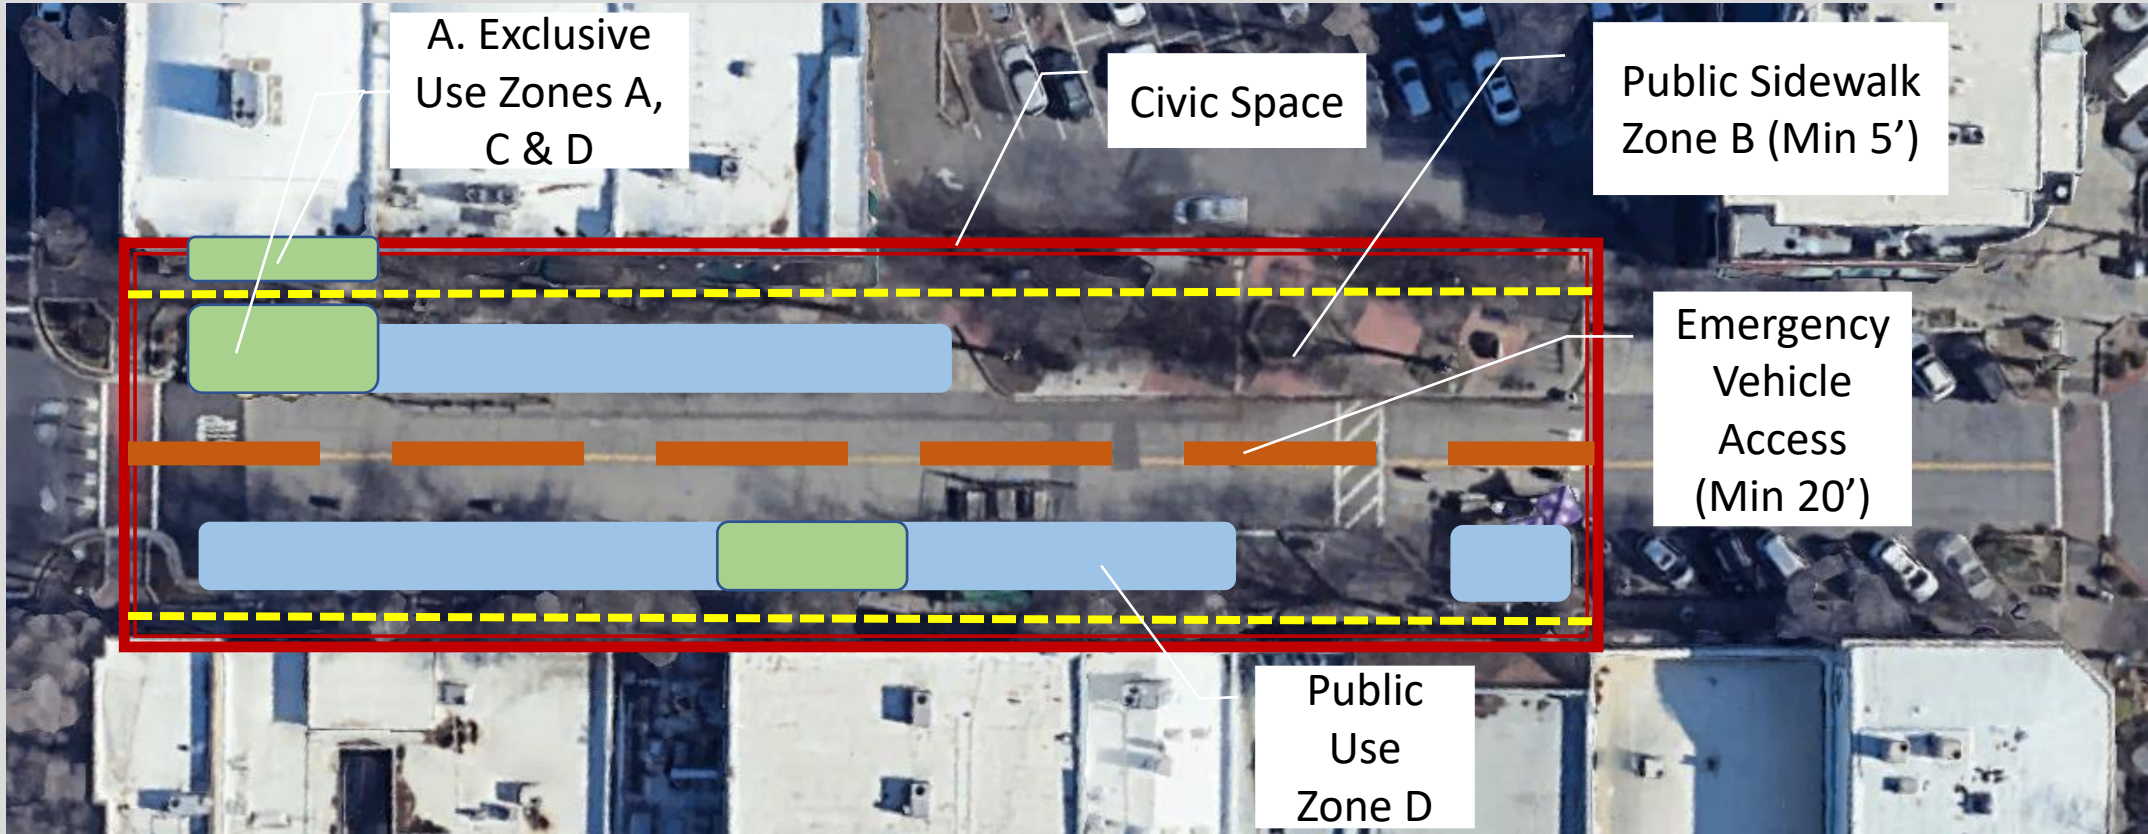 A. Exclusive
Use Zones A,
C & D
Civic Space
Public Sidewalk
Zone B (Min 5’)
Emergency
Vehicle
Access
(Min 20’)
Public
Use
Zone D